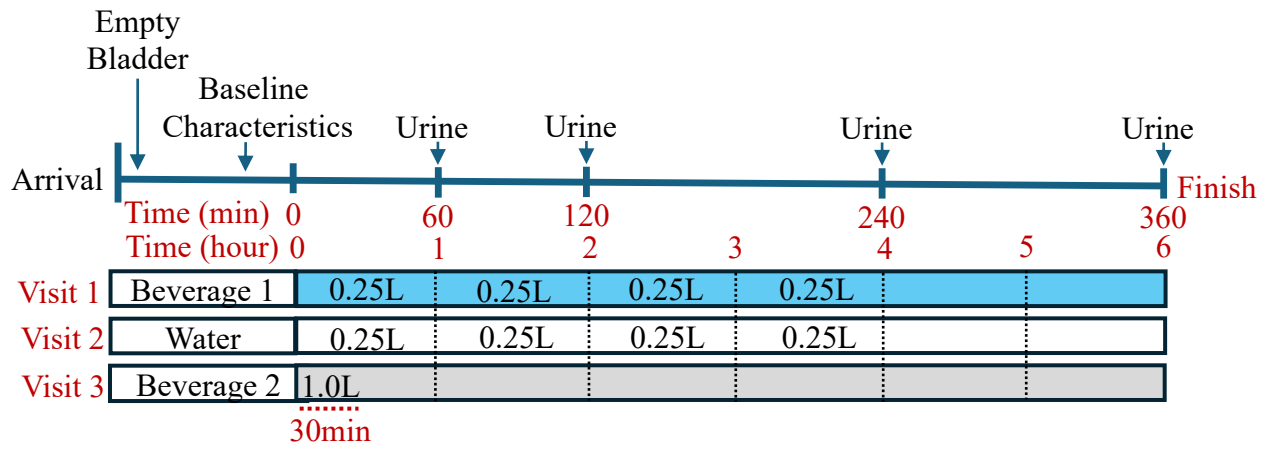 Empty
Bladder
Baseline
Characteristics
Urine
Urine
Urine
Urine
Arrival
Finish
Time (min) 0 60 120 240 360
Time (hour) 0 1 2 3 4 5 6
Visit 1 Beverage 1 0.25L 0.25L 0.25L 0.25L
Visit 2 Water 0.25L 0.25L 0.25L 0.25L
Visit 3 Beverage 2 1.0L
30min